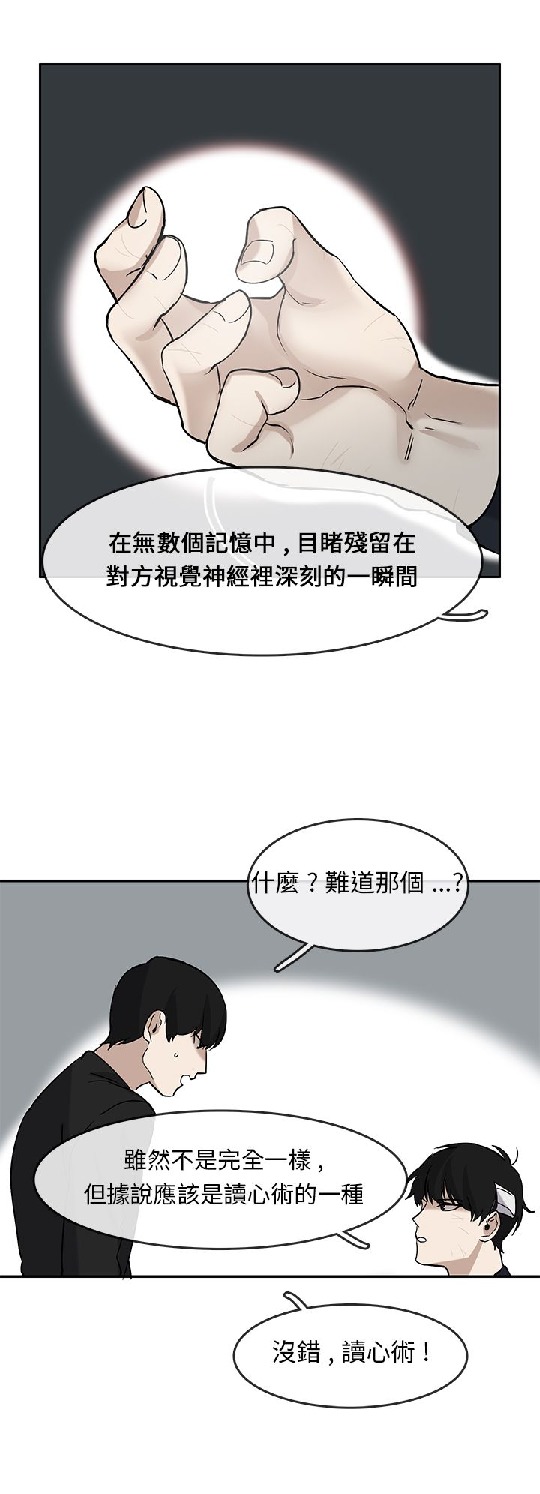 在無數個記憶中,目睹殘留在
對方視覺神經裡深刻的一瞬間
什麼?難道那個...?
雖然不是完全一樣,
但據說應該是讀心術的一種
沒錯,讀心術!